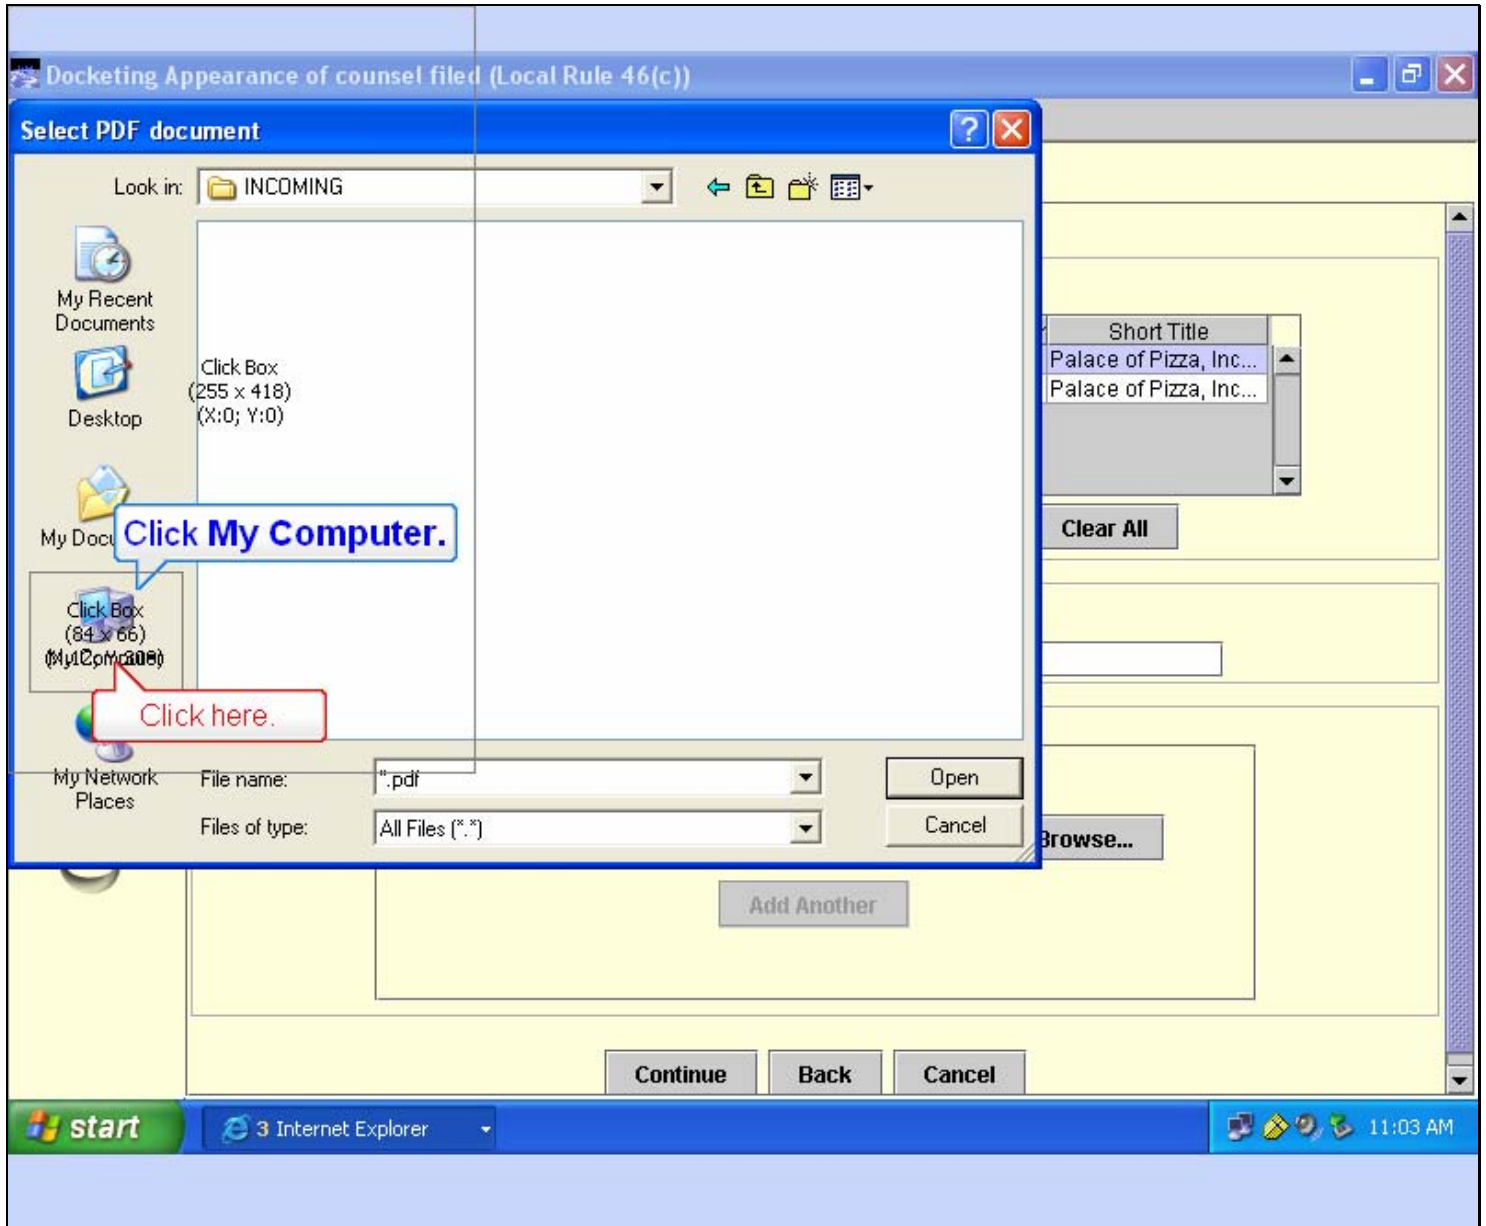 Docketing Appearance of counsel filed (Local Rule 46(c))
Select PDF document
Look in:
INCOMING
My Recent
Documents
Desktop
Click Box
(255 x 418)
(X:0; Y:0)
Short Title
Palace of Pizza, Inc...
Palace of Pizza, Inc...
Clear All
My Docu
Click My Computer.
Click Box
(84 x 66)
Click here.
My Network
Places
File name:
*.pdf
Open
Files of type:
All Files (*.*)
Cancel
Browse...
Add Another
Continue
Back
Cancel
start
3 Internet Explorer
11:03 AM